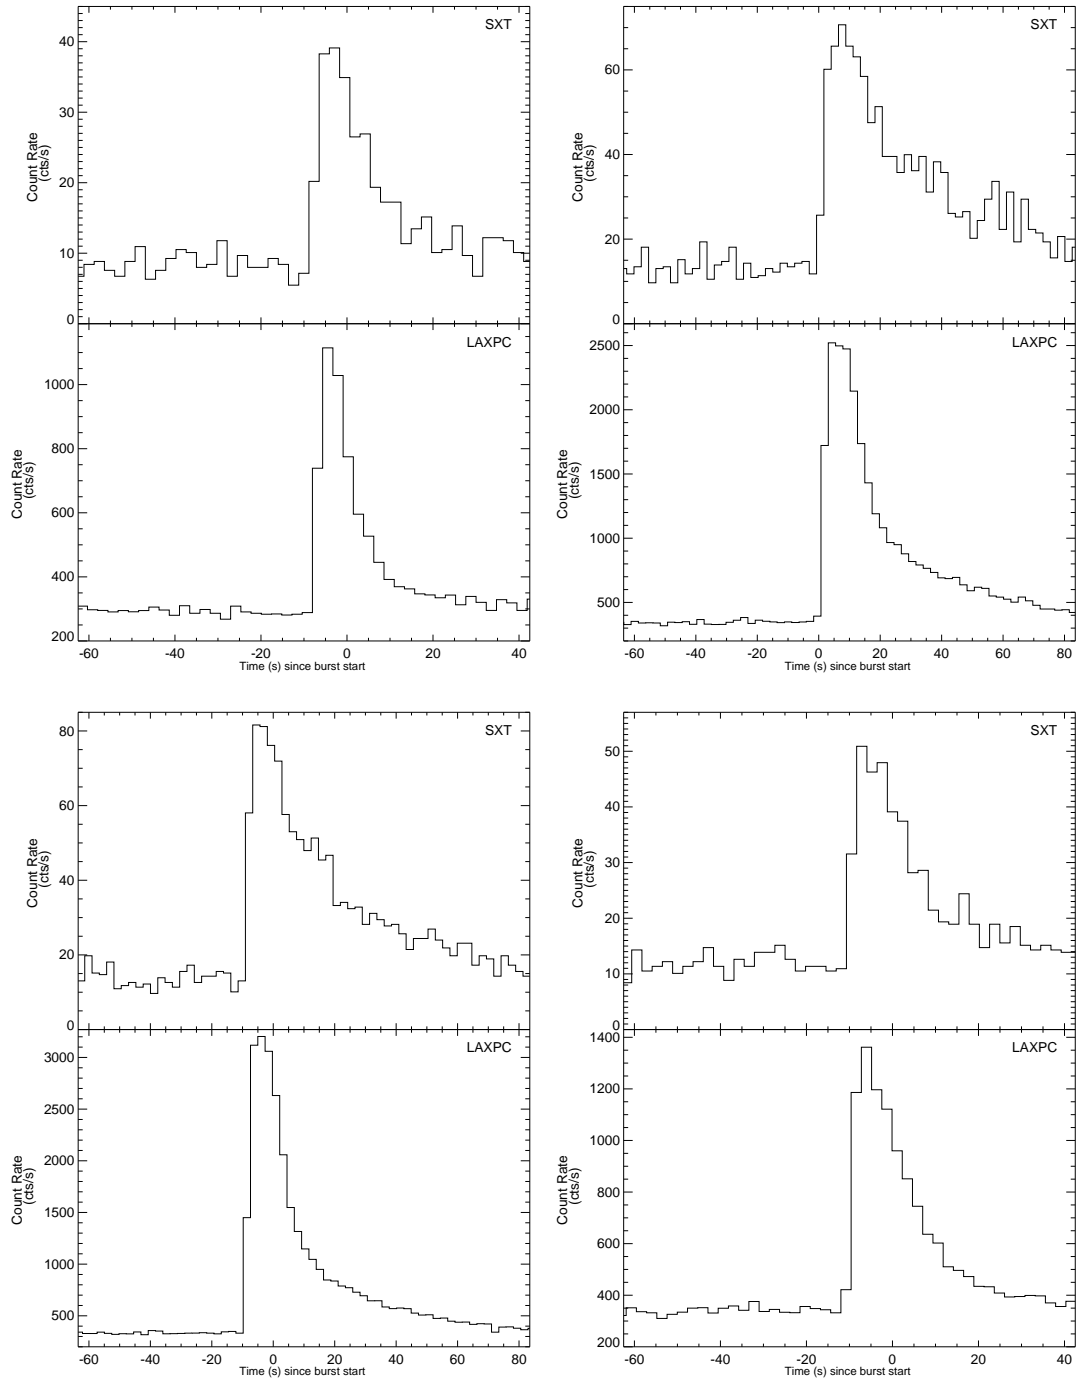 SXT
40
30
20
10
0
Count Rate
(cts/s)
LAXPC
1000
800
600
400
200
Count Rate
(cts/s)
-60 -40 -20 0 20 40
Time (s) since burst start
SXT
60
40
20
0
Count Rate
(cts/s)
LAXPC
2500
2000
1500
1000
500
Count Rate
(cts/s)
-60 -40 -20 0 20 40 60 80
Time (s) since burst start
SXT
80
60
40
20
0
Count Rate
(cts/s)
LAXPC
3000
2500
2000
1500
1000
500
Count Rate
(cts/s)
-60 -40 -20 0 20 40 60 80
Time (s) since burst start
SXT
50
40
30
20
10
0
Count Rate
(cts/s)
LAXPC
1400
1200
1000
800
600
400
200
Count Rate
(cts/s)
-60 -40 -20 0 20 40
Time (s) since burst start